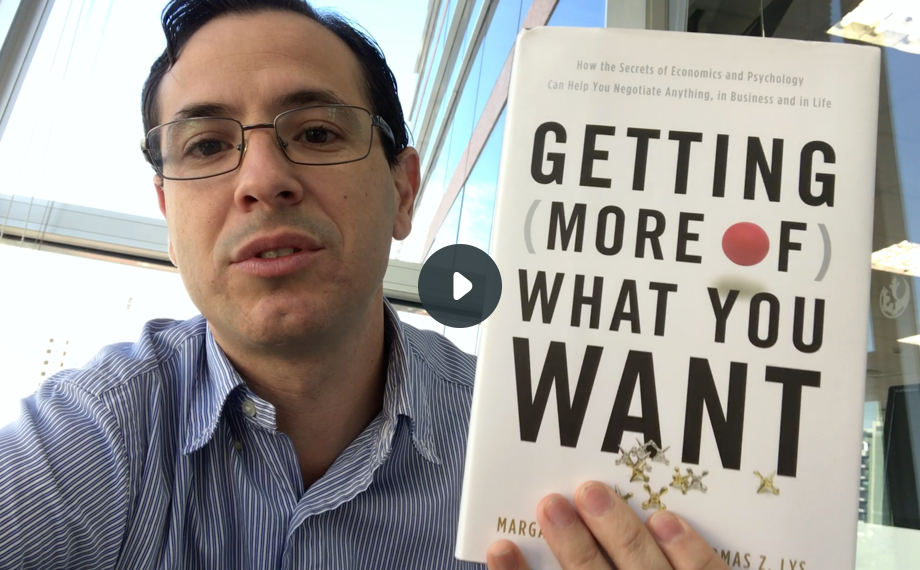 How the Secrets of Economics and Psychology
Can Help You Negotiate Anything, in Business and in Life
GETTING
(MORE OF)
WHAT YOU
WANT
Z. LYS